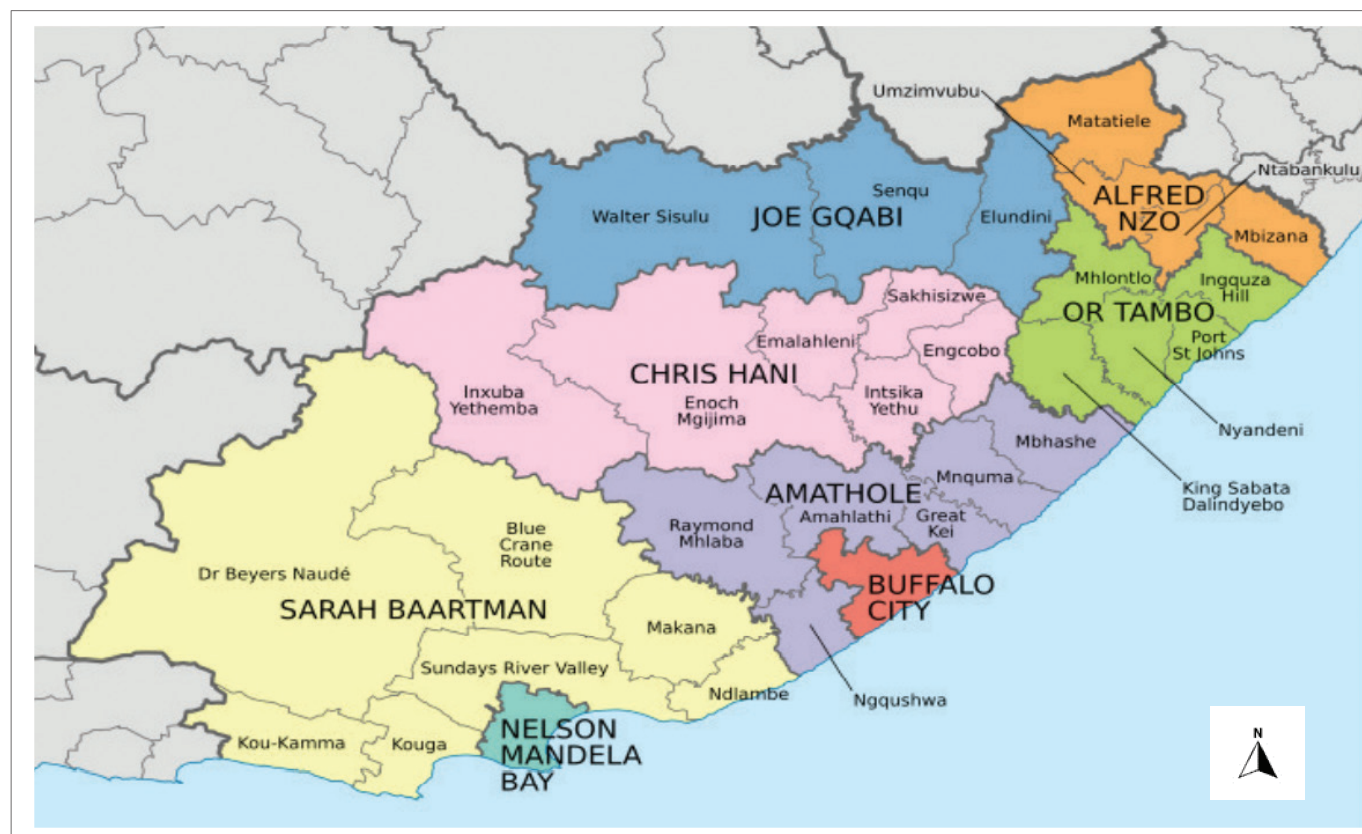 Umzimvubu
Matatiele
Ntabankulu
ALFRED
NZO
Mbizana
Walter Sisulu
JOE GQABI
Senqu
Elundini
Mhlontlo
Ingquza
Hill
OR TAMBO
Port
St Johns
Sakhisizwe
Emalahleni
Engcobo
CHRIS HANI
Inxuba
Yethemba
Enoch
Mgijima
Intsika
Yethu
Nyandeni
Mbhashe
King Sabata
Dalindyebo
Mnquma
AMATHOLE
Amahlathi
Great
Kei
Raymond
Mhlaba
Blue
Crane
Route
Dr Beyers Naudé
SARAH BAARTMAN
BUFFALO
CITY
Makana
Sundays River Valley
Ndlambe
Ngqushwa
Kou-Kamma
Kouga
NELSON
MANDELA
BAY
N